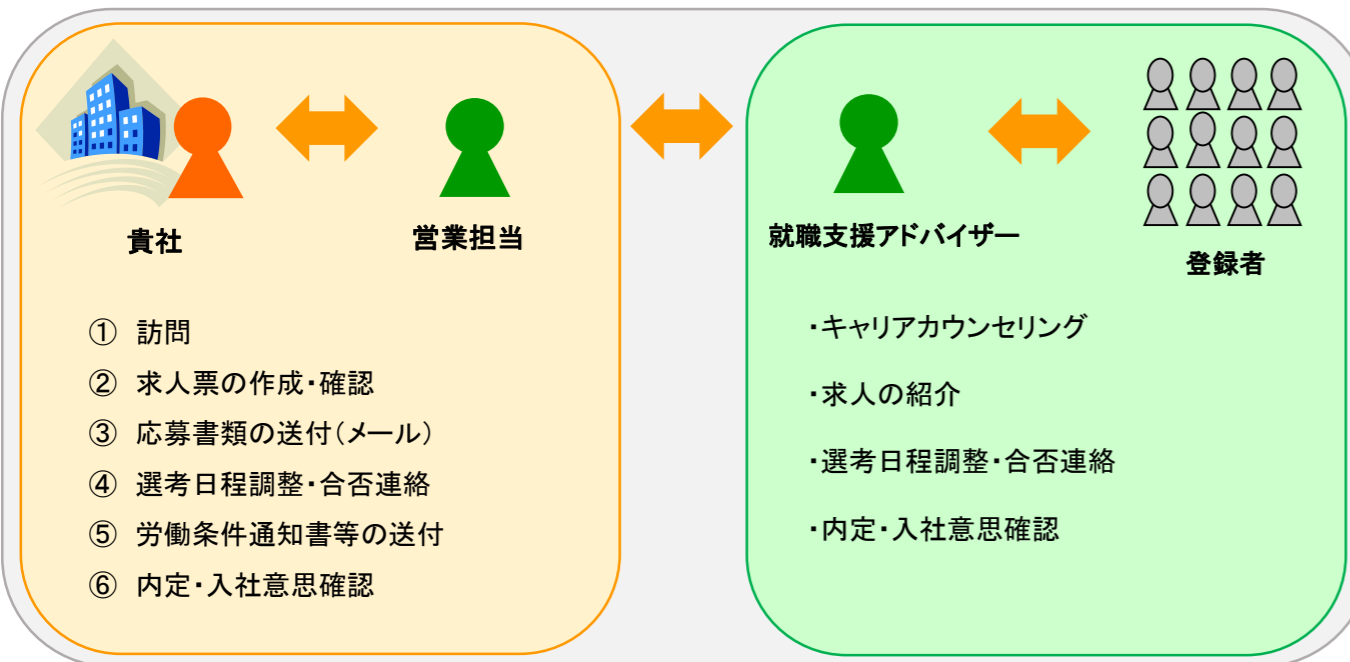 貴社
営業担当
① 訪問
② 求人票の作成・確認
③ 応募書類の送付(メール)
④ 選考日程調整・合否連絡
⑤ 労働条件通知書等の送付
⑥ 内定・入社意思確認
就職支援アドバイザー
登録者
・キャリアカウンセリング
・求人の紹介
・選考日程調整・合否連絡
・内定・入社意思確認